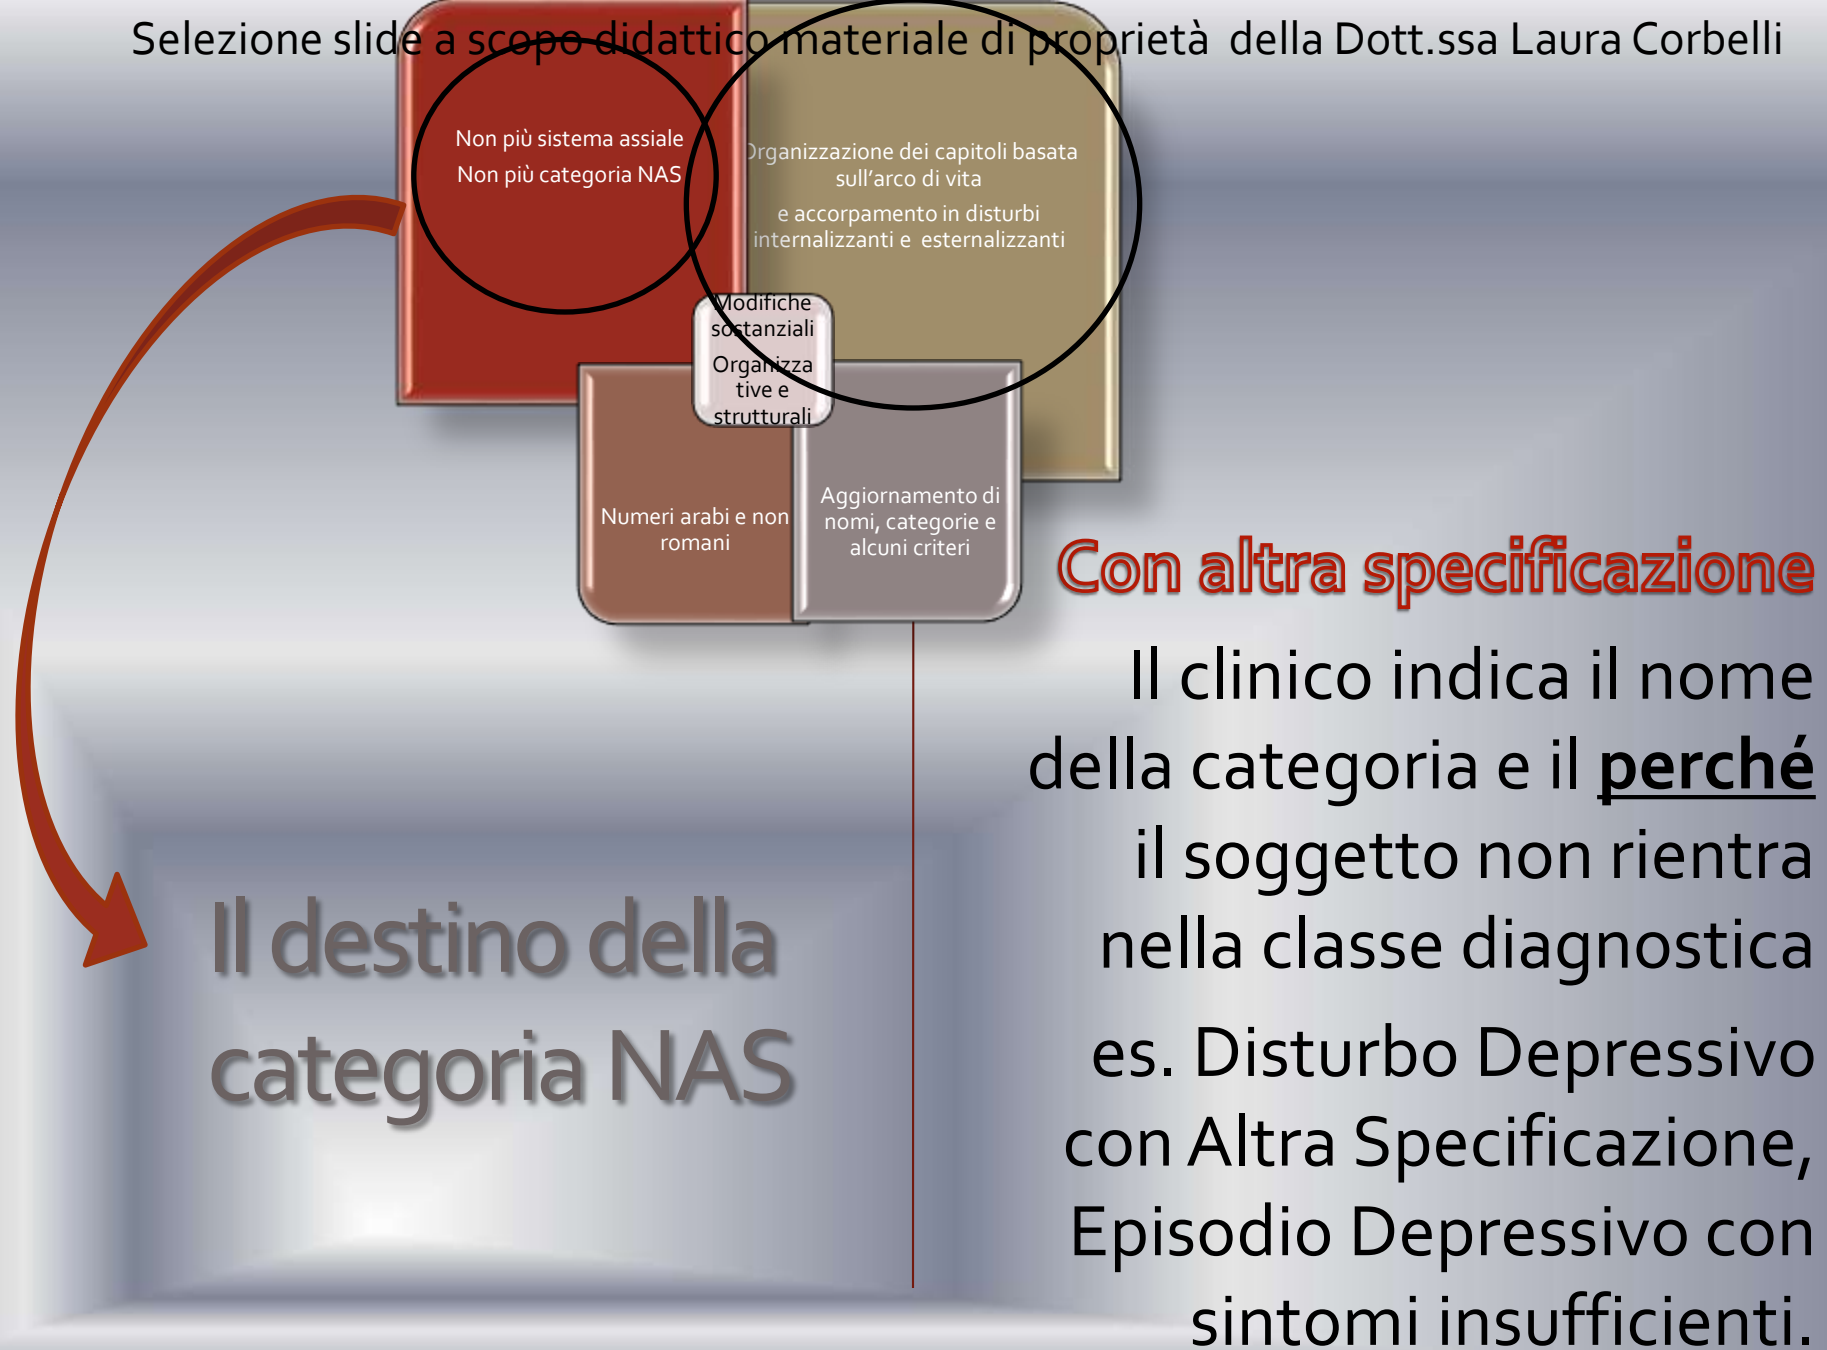 Selezione slide a scopo didattico materiale di proprietà della Dott.ssa Laura Corbelli
Non più sistema assiale
Non più categoria NAS
Organizzazione dei capitoli basata
sull'arco di vita
e accorpamento in disturbi
internalizzanti e esternalizzanti
Modifiche
sostanziali
Organizza
tive e
strutturali
Numeri arabi e non
romani
Aggiornamento di
nomi, categorie e
alcuni criteri
Il destino della
categoria NAS
Con altra specificazione
Il clinico indica il nome
della categoria e il perché
il soggetto non rientra
nella classe diagnostica
es. Disturbo Depressivo
con Altra Specificazione,
Episodio Depressivo con
sintomi insufficienti.